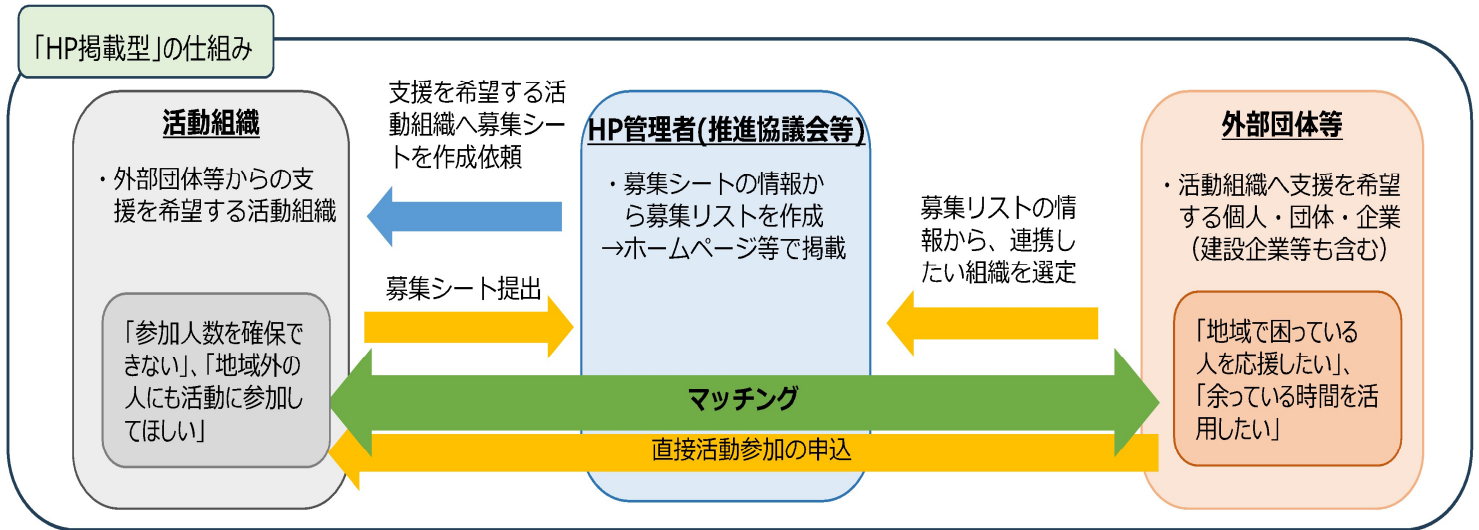 「HP掲載型」の仕組み
活動組織
・外部団体等からの支
援を希望する活動組織
「参加人数を確保で
きない」、「地域外の
人にも活動に参加し
てほしい」
支援を希望する活
動組織へ募集シー
トを作成依頼
募集シート提出
HP管理者(推進協議会等)
・募集シートの情報か
ら募集リストを作成
→ホームページ等で掲載
募集リストの情
報から、連携し
たい組織を選定
外部団体等
・活動組織へ支援を希望
する個人・団体・企業
（建設企業等も含む）
「地域で困っている
人を応援したい」、
「余っている時間を活
用したい」
マッチング
直接活動参加の申込